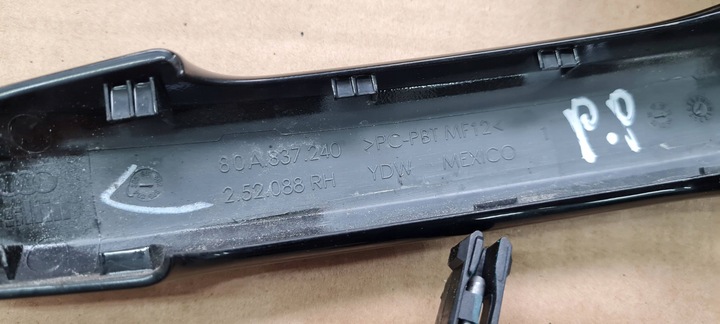 80A.837.240 >PC-PBT MF12<
2.52.088 RH YDW MEXICO
p.p